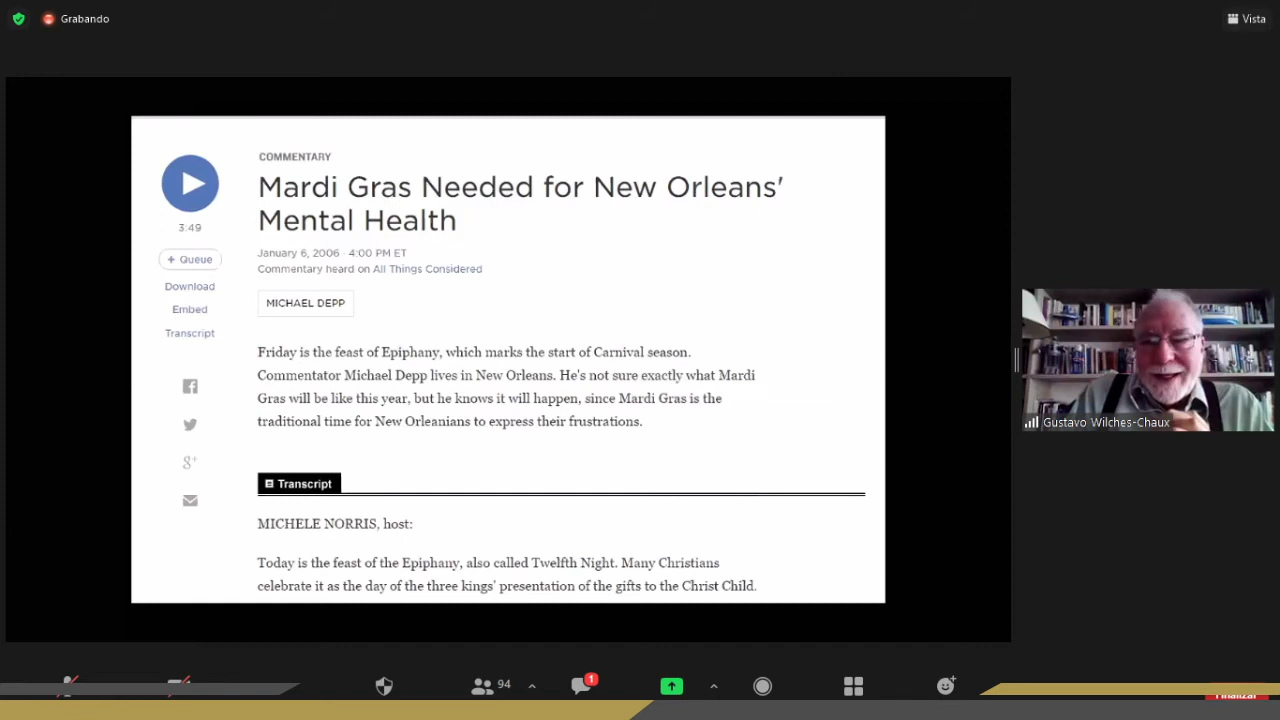 Grabando
Vista
COMMENTARY
Mardi Gras Needed for New Orleans'
Mental Health
3:49
January 6, 2006 · 4:00 PM ET
+ Queue
Commentary heard on All Things Considered
Download
MICHAEL DEPP
Embed
Transcript
Friday is the feast of Epiphany, which marks the start of Carnival season.
Commentator Michael Depp lives in New Orleans. He's not sure exactly what Mardi
Gras will be like this year, but he knows it will happen, since Mardi Gras is the
traditional time for New Orleanians to express their frustrations.
Gustavo Wilches-Chaux
Transcript
MICHELE NORRIS, host:
Today is the feast of the Epiphany, also called Twelfth Night. Many Christians
celebrate it as the day of the three kings' presentation of the gifts to the Christ Child.
94
1
Finalizar